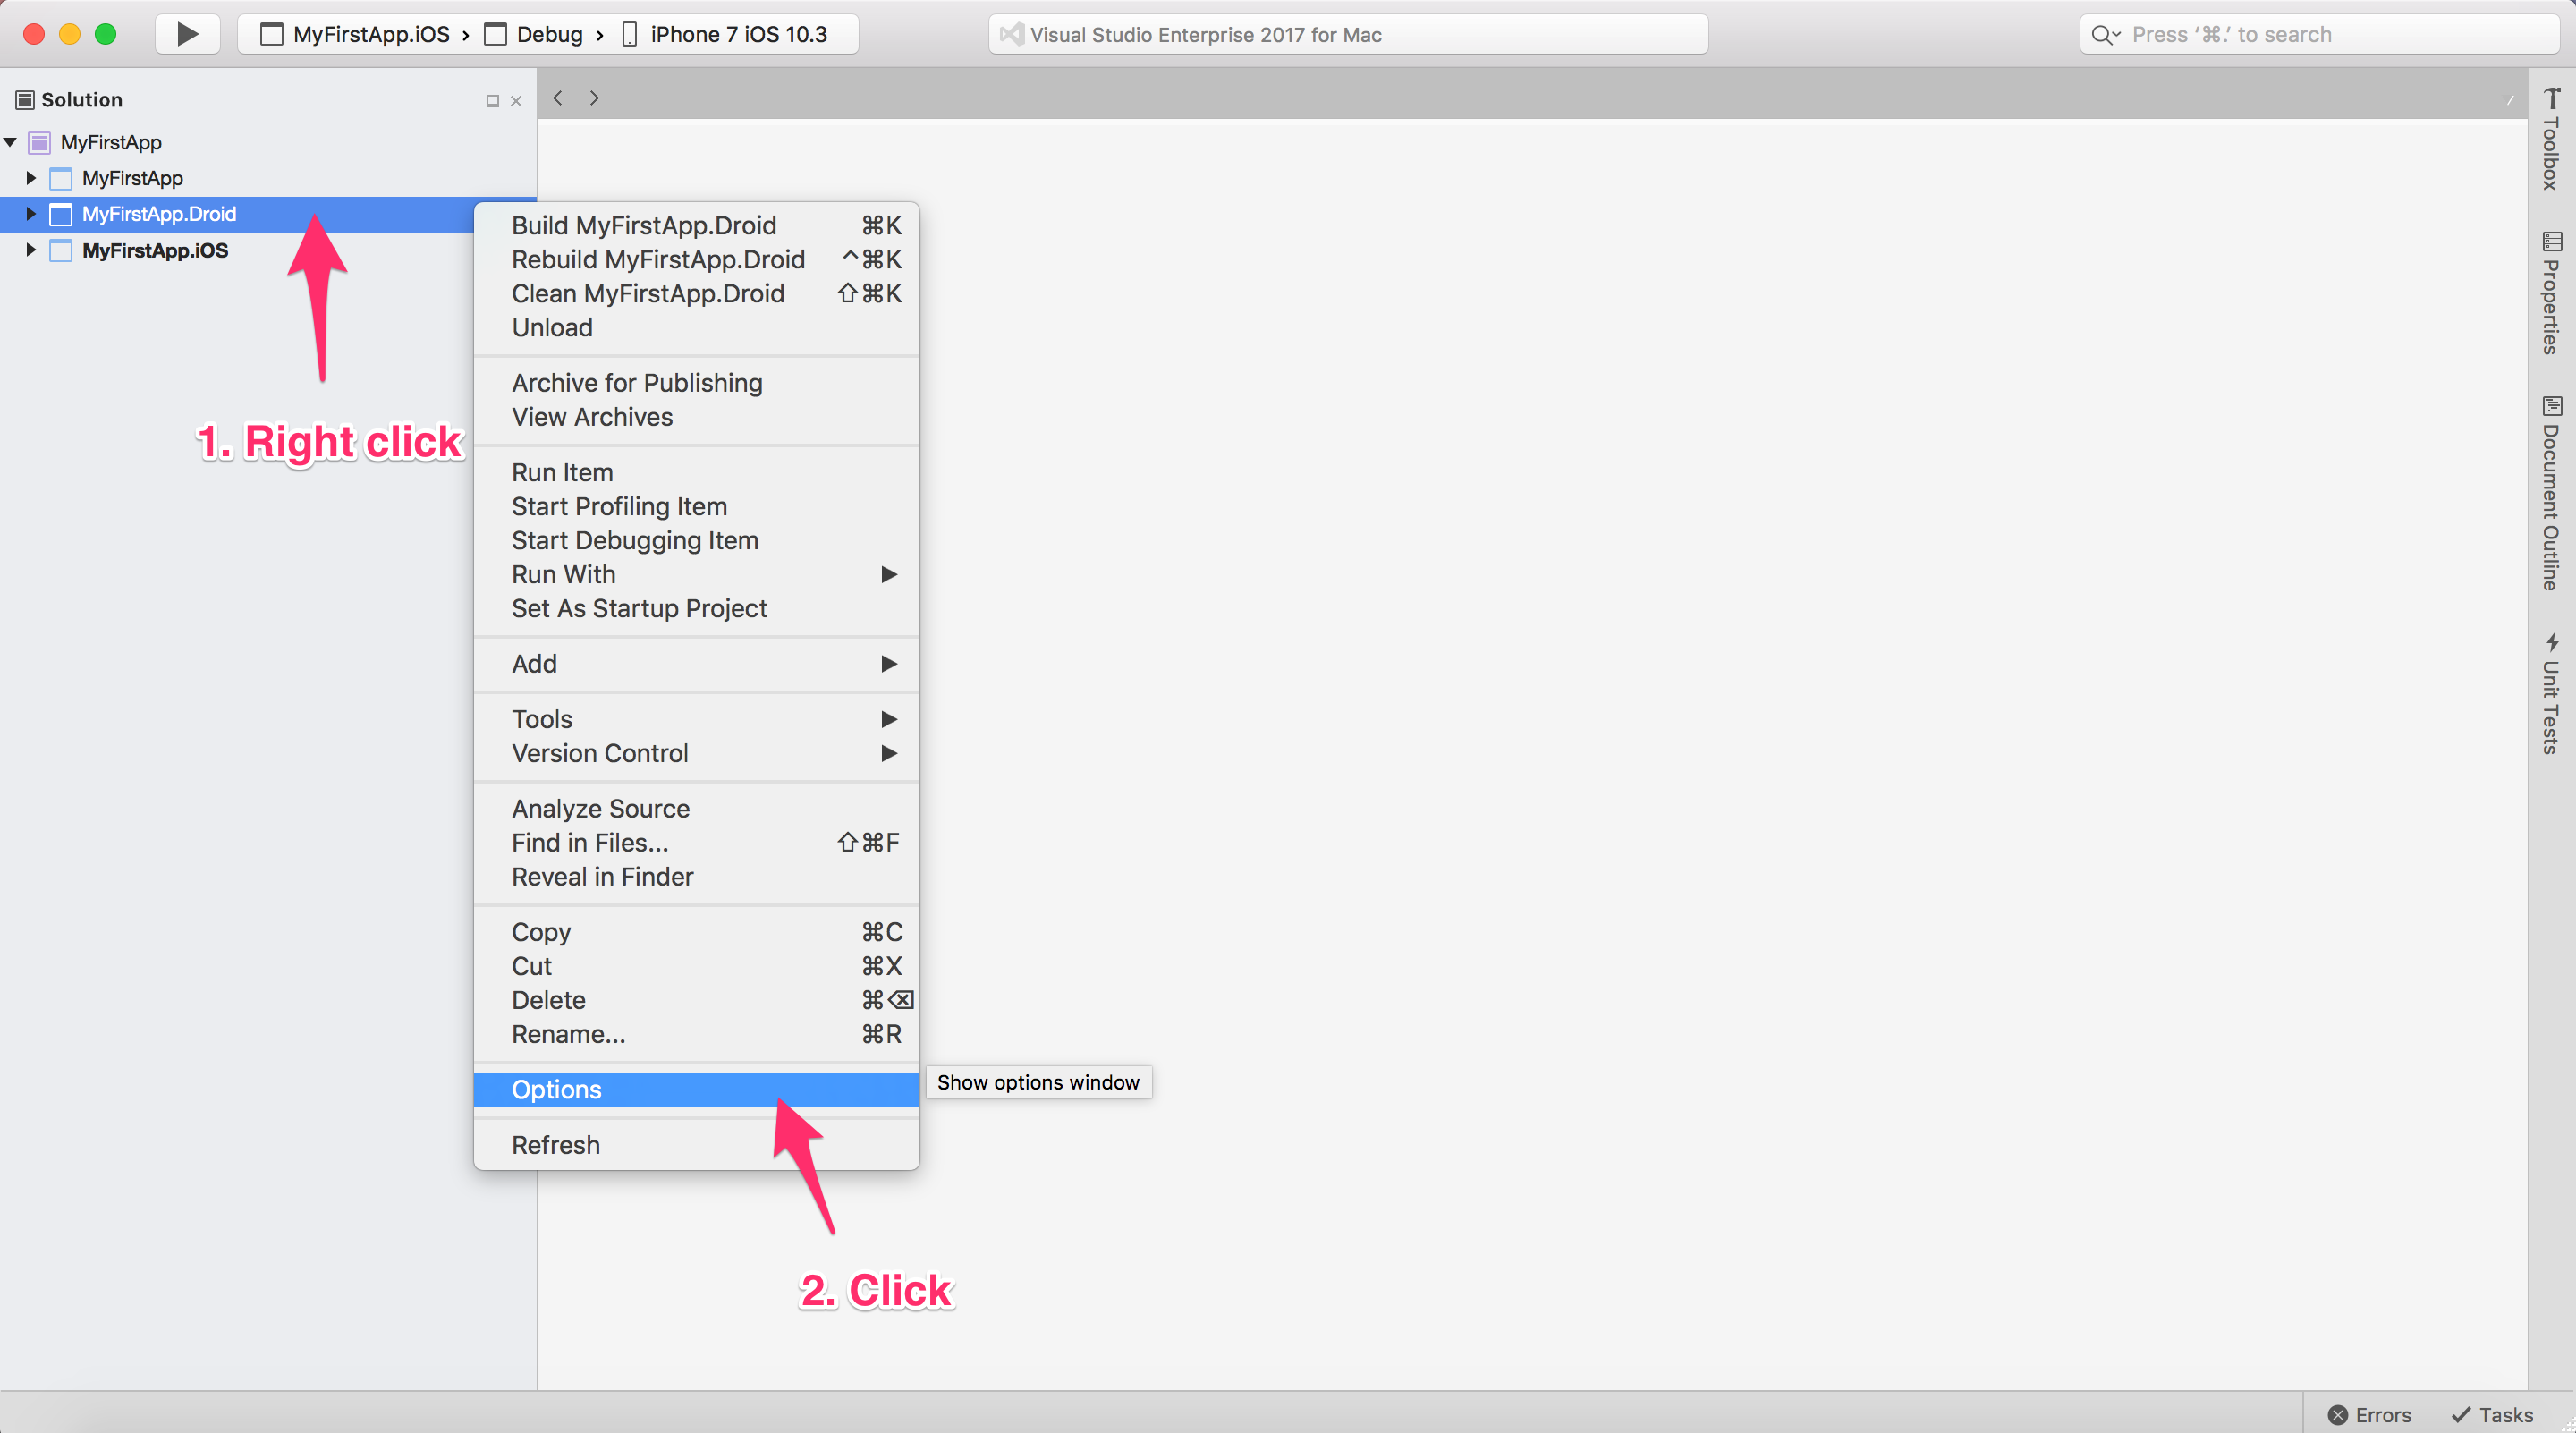 MyFirstApp.iOS › Debug › iPhone 7 iOS 10.3
Visual Studio Enterprise 2017 for Mac
Press ‘⌘.’ to search
Solution
MyFirstApp
MyFirstApp
MyFirstApp.Droid
MyFirstApp.iOS
1. Right click
Build MyFirstApp.Droid ⌘K
Rebuild MyFirstApp.Droid ^⌘K
Clean MyFirstApp.Droid ⇧⌘K
Unload
Archive for Publishing
View Archives
Run Item
Start Profiling Item
Start Debugging Item
Run With
Set As Startup Project
Add
Tools
Version Control
Analyze Source
Find in Files... ⇧⌘F
Reveal in Finder
Copy ⌘C
Cut ⌘X
Delete ⌘⌫
Rename... ⌘R
Options
Show options window
Refresh
2. Click
Toolbox
Properties
Document Outline
Unit Tests
Errors
Tasks